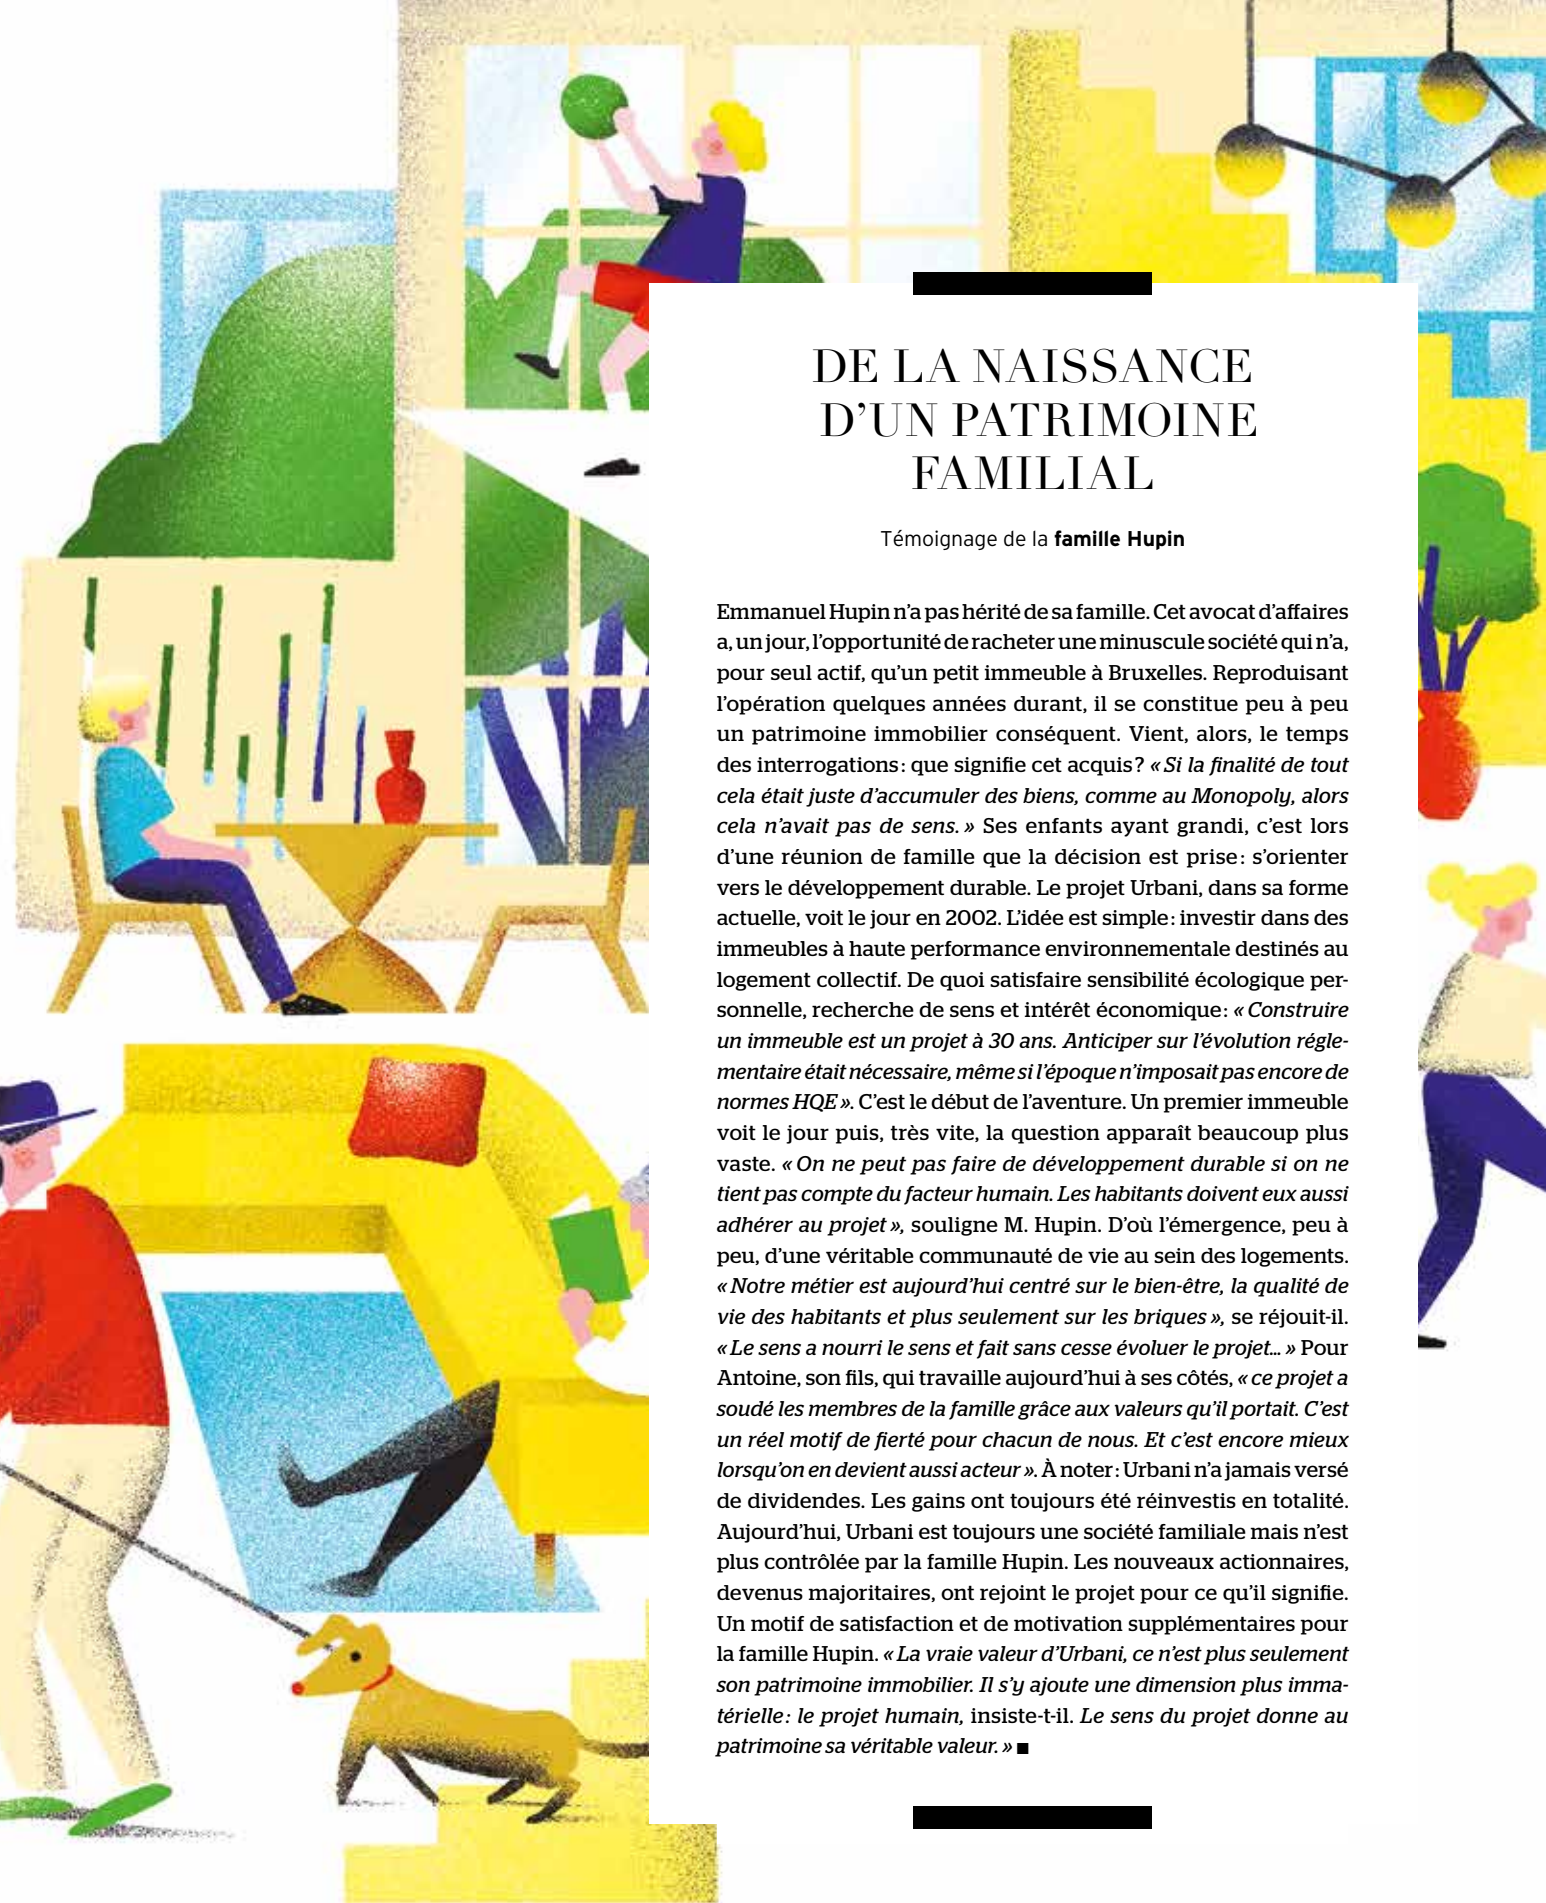 DE LA NAISSANCE
D’UN PATRIMOINE
FAMILIAL
Témoignage de la famille Hupin
Emmanuel Hupin n’a pas hérité de sa famille. Cet avocat d’affaires
a, un jour, l’opportunité de racheter une minuscule société qui n’a,
pour seul actif, qu’un petit immeuble à Bruxelles. Reproduisant
l’opération quelques années durant, il se constitue peu à peu
un patrimoine immobilier conséquent. Vient, alors, le temps
des interrogations : que signifie cet acquis ? « Si la finalité de tout
cela était juste d’accumuler des biens, comme au Monopoly, alors
cela n’avait pas de sens. » Ses enfants ayant grandi, c’est lors
d’une réunion de famille que la décision est prise : s’orienter
vers le développement durable. Le projet Urbani, dans sa forme
actuelle, voit le jour en 2002. L’idée est simple : investir dans des
immeubles à haute performance environnementale destinés au
logement collectif. De quoi satisfaire sensibilité écologique per-
sonnelle, recherche de sens et intérêt économique : « Construire
un immeuble est un projet à 30 ans. Anticiper sur l’évolution régle-
mentaire était nécessaire, même si l’époque n’imposait pas encore de
normes HQE ». C’est le début de l’aventure. Un premier immeuble
voit le jour puis, très vite, la question apparaît beaucoup plus
vaste. « On ne peut pas faire de développement durable si on ne
tient pas compte du facteur humain. Les habitants doivent eux aussi
adhérer au projet », souligne M. Hupin. D’où l’émergence, peu à
peu, d’une véritable communauté de vie au sein des logements.
« Notre métier est aujourd’hui centré sur le bien-être, la qualité de
vie des habitants et plus seulement sur les briques », se réjouit-il.
« Le sens a nourri le sens et fait sans cesse évoluer le projet... » Pour
Antoine, son fils, qui travaille aujourd’hui à ses côtés, « ce projet a
soudé les membres de la famille grâce aux valeurs qu’il portait. C’est
un réel motif de fierté pour chacun de nous. Et c’est encore mieux
lorsqu’on en devient aussi acteur ». À noter : Urbani n’a jamais versé
de dividendes. Les gains ont toujours été réinvestis en totalité.
Aujourd’hui, Urbani est toujours une société familiale mais n’est
plus contrôlée par la famille Hupin. Les nouveaux actionnaires,
devenus majoritaires, ont rejoint le projet pour ce qu’il signifie.
Un motif de satisfaction et de motivation supplémentaires pour
la famille Hupin. « La vraie valeur d’Urbani, ce n’est plus seulement
son patrimoine immobilier. Il s’y ajoute une dimension plus imma-
térielle : le projet humain, insiste-t-il. Le sens du projet donne au
patrimoine sa véritable valeur. » ■